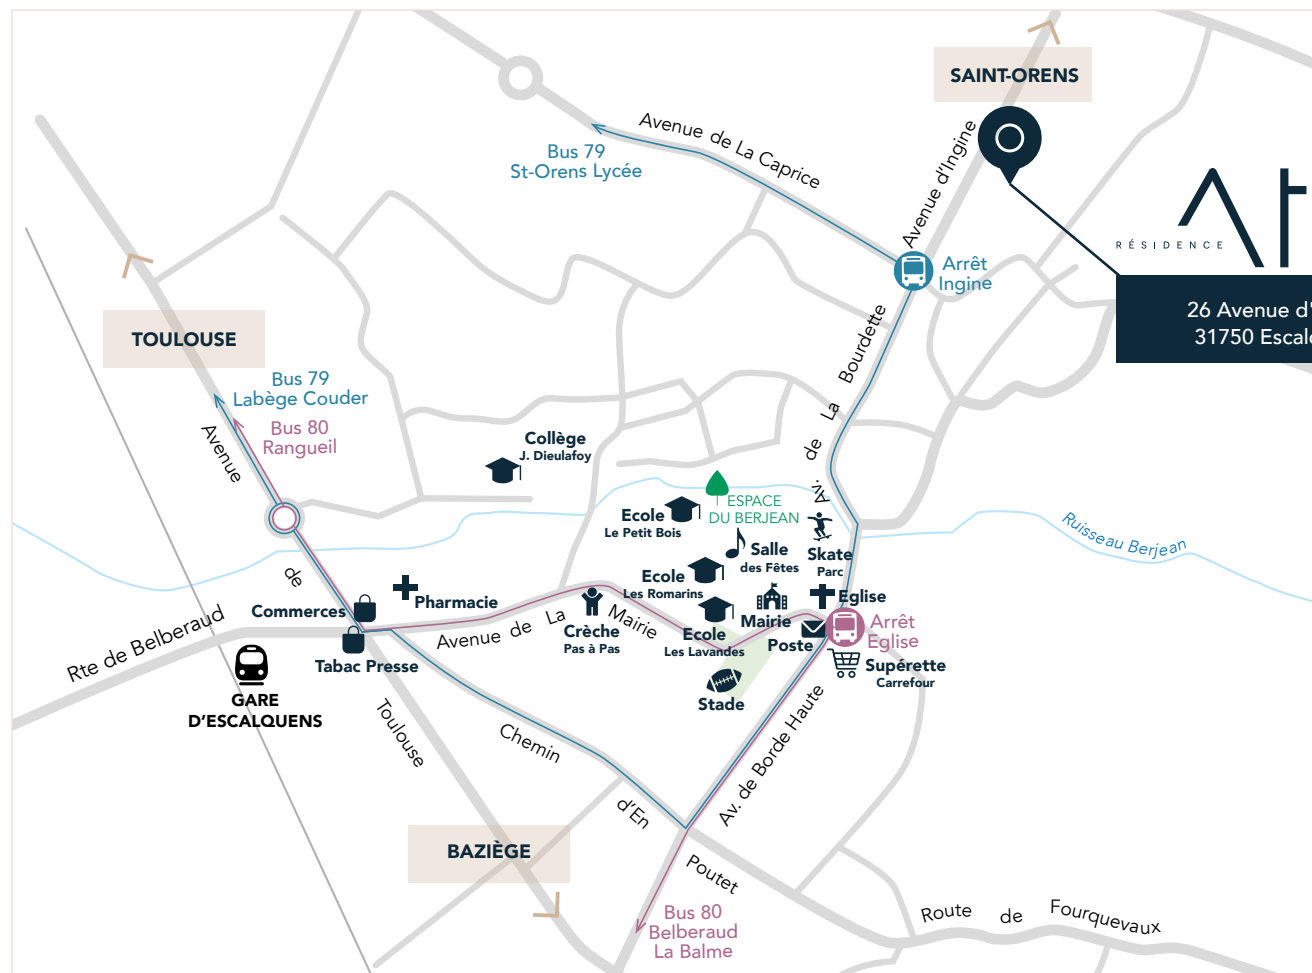 SAINT-ORENS
Avenue de La Caprice
Avenue d'Ingine
Bus 79
St-Orens Lycée
RÉSIDENCE
Arrêt
Ingine
26 Avenue d'
31750 Escalq
TOULOUSE
Av. de La Bourdette
Bus 79
Labège Couder
Bus 80
Rangueil
Avenue de Toulouse
Collège
J. Dieulafoy
ESPACE
DU BERJEAN
Ecole
Le Petit Bois
Salle
des Fêtes
Skate
Parc
Ruisseau Berjean
Ecole
Les Romarins
Pharmacie
Commerces
Eglise
Mairie
Arrêt
Eglise
Avenue de La Mairie
Crèche
Pas à Pas
Ecole
Les Lavandes
Poste
Rte de Belberaud
Tabac Presse
Supérette
Carrefour
GARE
D'ESCALQUENS
Stade
Chemin d'En Poutet
Av. de Borde Haute
BAZIÈGE
Bus 80
Belberaud
La Balme
Route de Fourquevaux